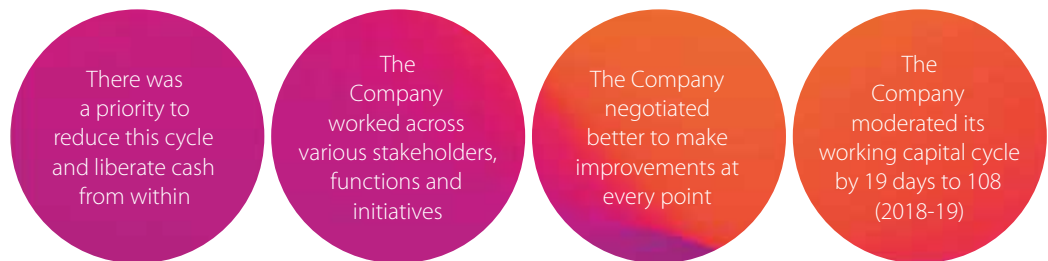 There was
a priority to
reduce this cycle
and liberate cash
from within
The
Company
worked across
various stakeholders,
functions and
initiatives
The Company
negotiated
better to make
improvements at
every point
The
Company
moderated its
working capital cycle
by 19 days to 108
(2018-19)